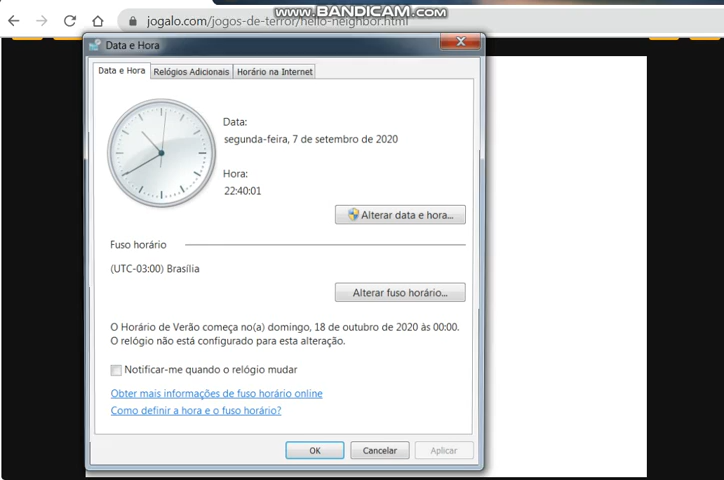 www.BANDICAM.com
jogalo.com/jogos-de-terror/hello-neighbor.html
Data e Hora
Data e Hora
Relógios Adicionais
Horário na Internet
Data:
segunda-feira, 7 de setembro de 2020
Hora:
22:40:01
Alterar data e hora...
Fuso horário
(UTC-03:00) Brasília
Alterar fuso horário...
O Horário de Verão começa no(a) domingo, 18 de outubro de 2020 às 00:00.
O relógio não está configurado para esta alteração.
Notificar-me quando o relógio mudar
Obter mais informações de fuso horário online
Como definir a hora e o fuso horário?
OK
Cancelar
Aplicar